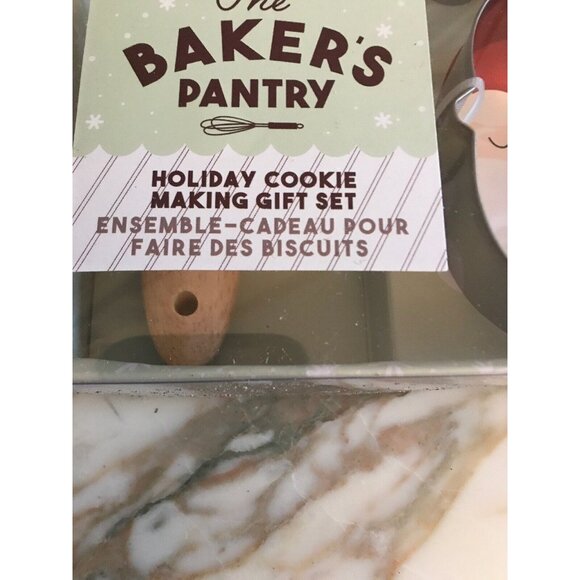 The
BAKER'S
PANTRY
HOLIDAY COOKIE
MAKING GIFT SET
ENSEMBLE-CADEAU POUR
FAIRE DES BISCUITS